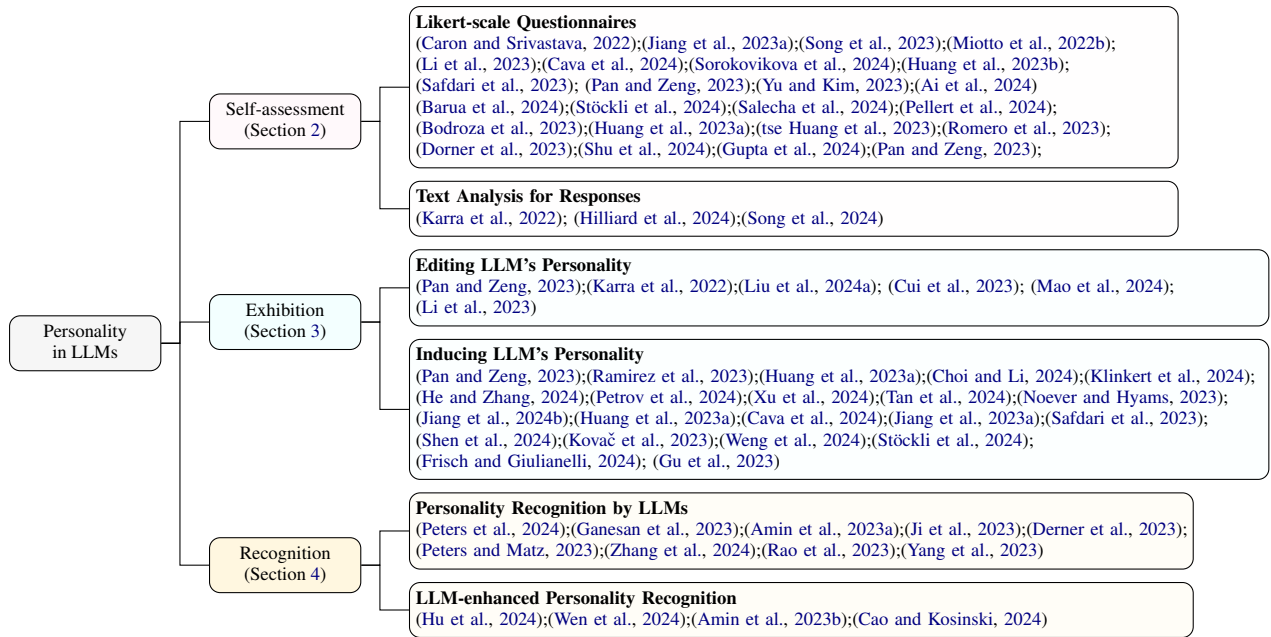 Personality
in LLMs
Self-assessment
(Section 2)
Likert-scale Questionnaires
(Caron and Srivastava, 2022);(Jiang et al., 2023a);(Song et al., 2023);(Miotto et al., 2022b);
(Li et al., 2023);(Cava et al., 2024);(Sorokovikova et al., 2024);(Huang et al., 2023b);
(Safdari et al., 2023); (Pan and Zeng, 2023);(Yu and Kim, 2023);(Ai et al., 2024)
(Barua et al., 2024);(Stöckli et al., 2024);(Salecha et al., 2024);(Pellert et al., 2024);
(Bodroza et al., 2023);(Huang et al., 2023a);(tse Huang et al., 2023);(Romero et al., 2023);
(Dorner et al., 2023);(Shu et al., 2024);(Gupta et al., 2024);(Pan and Zeng, 2023);
Text Analysis for Responses
(Karra et al., 2022); (Hilliard et al., 2024);(Song et al., 2024)
Exhibition
(Section 3)
Editing LLM's Personality
(Pan and Zeng, 2023);(Karra et al., 2022);(Liu et al., 2024a); (Cui et al., 2023); (Mao et al., 2024);
(Li et al., 2023)
Inducing LLM's Personality
(Pan and Zeng, 2023);(Ramirez et al., 2023);(Huang et al., 2023a);(Choi and Li, 2024);(Klinkert et al., 2024);
(He and Zhang, 2024);(Petrov et al., 2024);(Xu et al., 2024);(Tan et al., 2024);(Noever and Hyams, 2023);
(Jiang et al., 2024b);(Huang et al., 2023a);(Cava et al., 2024);(Jiang et al., 2023a);(Safdari et al., 2023);
(Shen et al., 2024);(Kovač et al., 2023);(Weng et al., 2024);(Stöckli et al., 2024);
(Frisch and Giulianelli, 2024); (Gu et al., 2023)
Recognition
(Section 4)
Personality Recognition by LLMs
(Peters et al., 2024);(Ganesan et al., 2023);(Amin et al., 2023a);(Ji et al., 2023);(Derner et al., 2023);
(Peters and Matz, 2023);(Zhang et al., 2024);(Rao et al., 2023);(Yang et al., 2023)
LLM-enhanced Personality Recognition
(Hu et al., 2024);(Wen et al., 2024);(Amin et al., 2023b);(Cao and Kosinski, 2024)